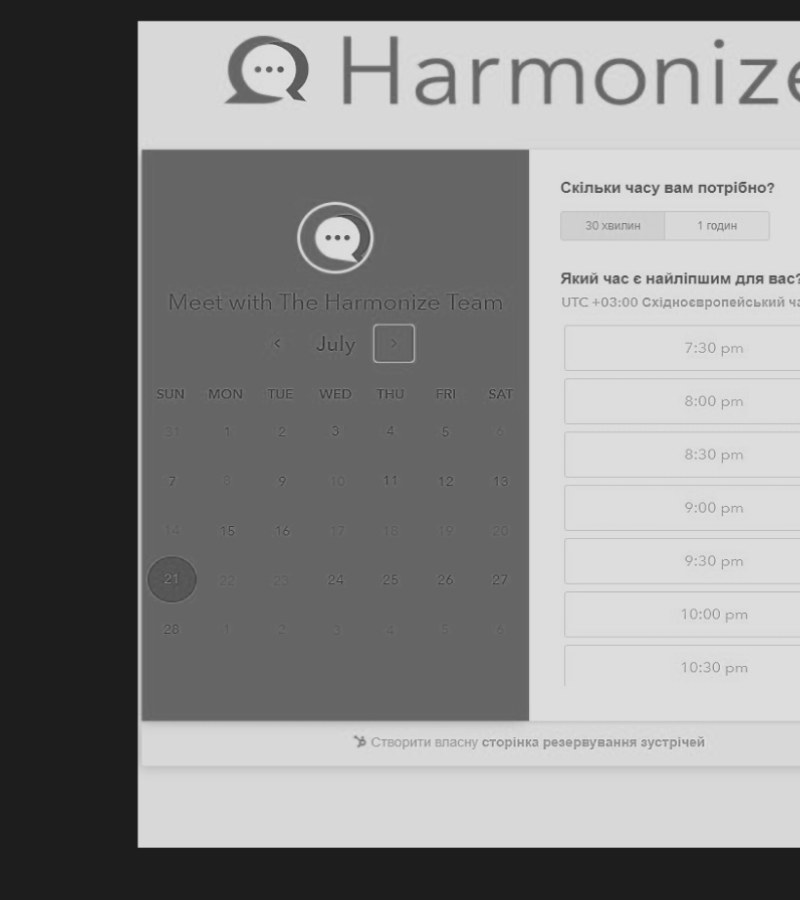 Harmonize
Meet with The Harmonize Team
July
SUN MON TUE WED THU FRI SAT
31 1 2 3 4 5 6
7 8 9 10 11 12 13
14 15 16 17 18 19 20
21 22 23 24 25 26 27
28 1 2 3 4 5 6
Скільки часу вам потрібно?
30 хвилин 1 годин
Який час є найліпшим для вас?
UTC +03:00 Східноєвропейський ча
7:30 pm
8:00 pm
8:30 pm
9:00 pm
9:30 pm
10:00 pm
10:30 pm
Створити власну сторінка резервування зустрічей